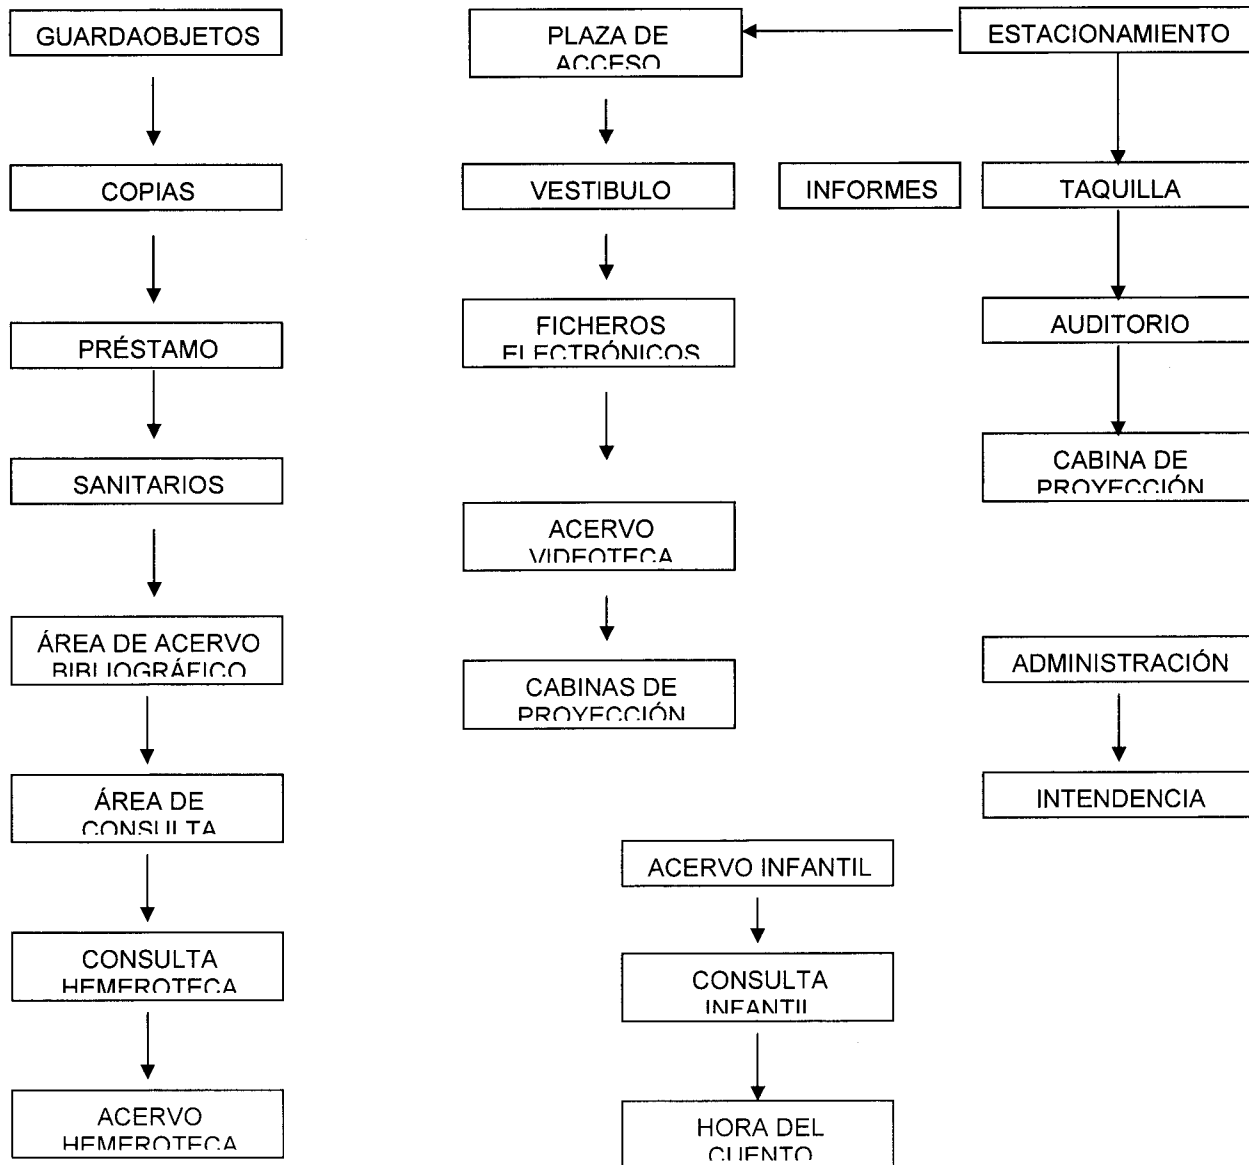 GUARDAOBJETOS
COPIAS
PRÉSTAMO
SANITARIOS
ÁREA DE ACERVO
BIBLIOGRÁFICO
ÁREA DE
CONSULTA
CONSULTA
HEMEROTECA
ACERVO
HEMEROTECA
PLAZA DE
ACCESO
VESTIBULO
INFORMES
FICHEROS
ELECTRÓNICOS
ACERVO
VIDEOTECA
CABINAS DE
PROYECCIÓN
ACERVO INFANTIL
CONSULTA
INFANTIL
HORA DEL
CUENTO
ESTACIONAMIENTO
TAQUILLA
AUDITORIO
CABINA DE
PROYECCIÓN
ADMINISTRACIÓN
INTENDENCIA